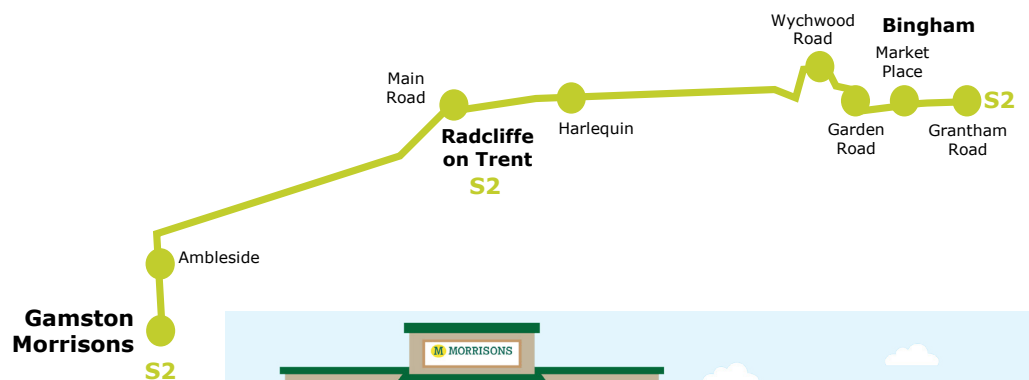 Wychwood
Road
Bingham
Market
Place
Main
Road
S2
Harlequin
Garden
Road
Grantham
Road
Radcliffe
on Trent
S2
Ambleside
Gamston
Morrisons
S2
M MORRISONS